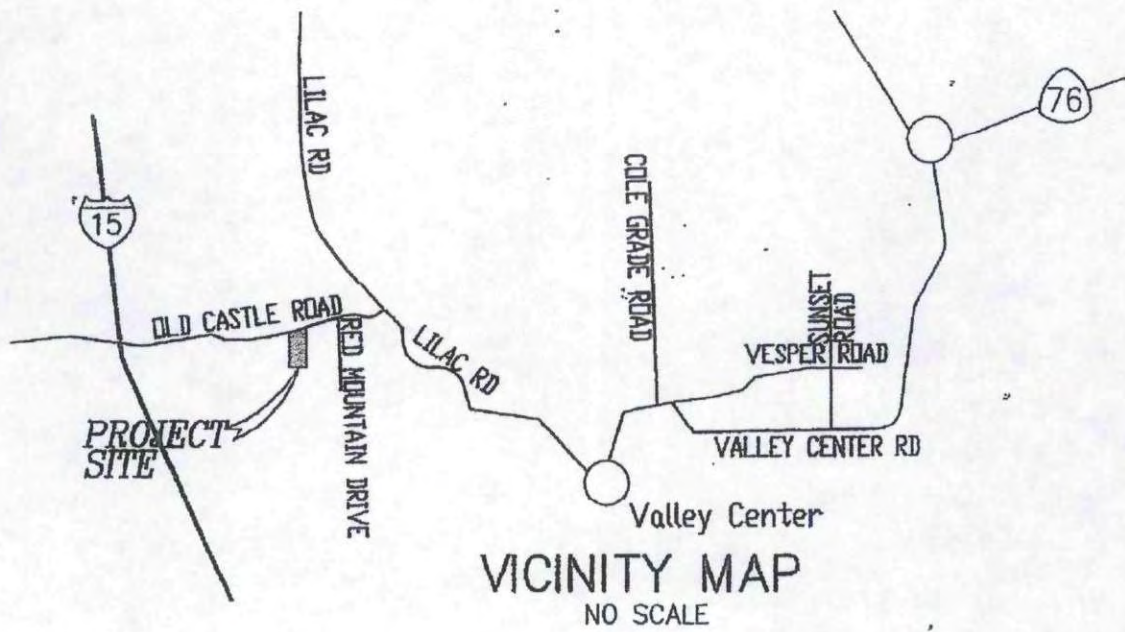 LILAC RD
76
COLE GRADE ROAD
15
OLD CASTLE ROAD
RED MOUNTAIN DRIVE
LILAC RD
SUNSET
ROAD
VESPER ROAD
PROJECT
SITE
VALLEY CENTER RD
Valley Center
VICINITY MAP
NO SCALE